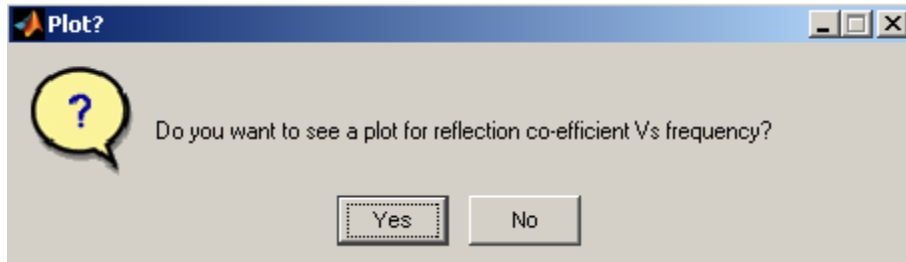 Plot?
?
Do you want to see a plot for reflection co-efficient Vs frequency?
Yes No